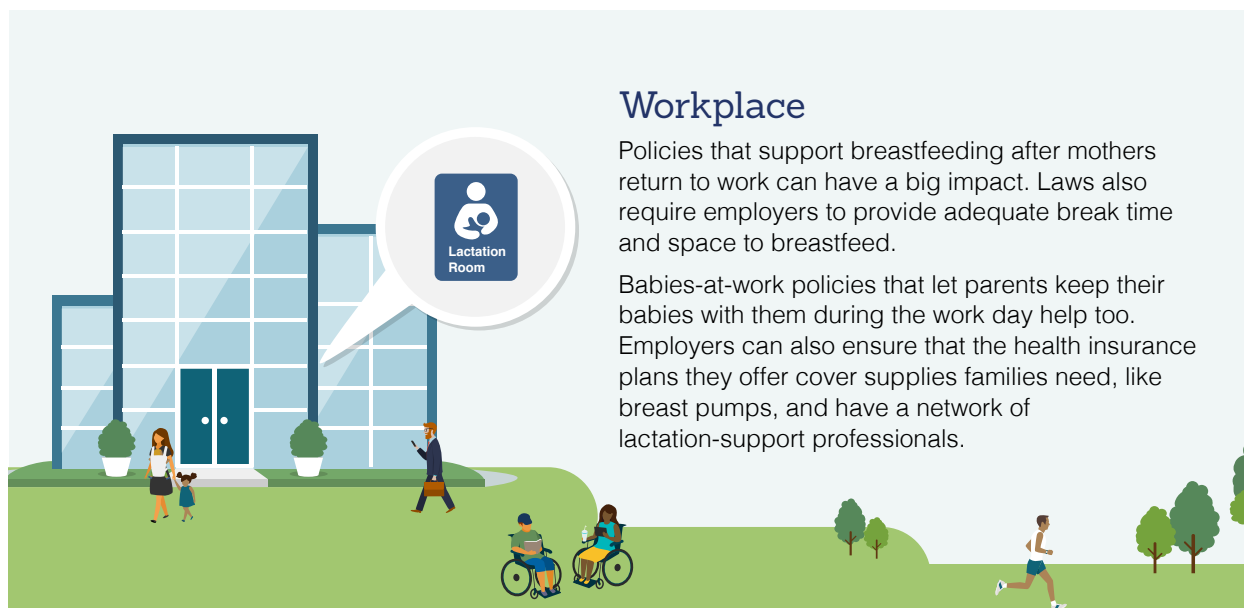 Workplace
Policies that support breastfeeding after mothers
return to work can have a big impact. Laws also
require employers to provide adequate break time
and space to breastfeed.
Babies-at-work policies that let parents keep their
babies with them during the work day help too.
Employers can also ensure that the health insurance
plans they offer cover supplies families need, like
breast pumps, and have a network of
lactation-support professionals.
Lactation
Room